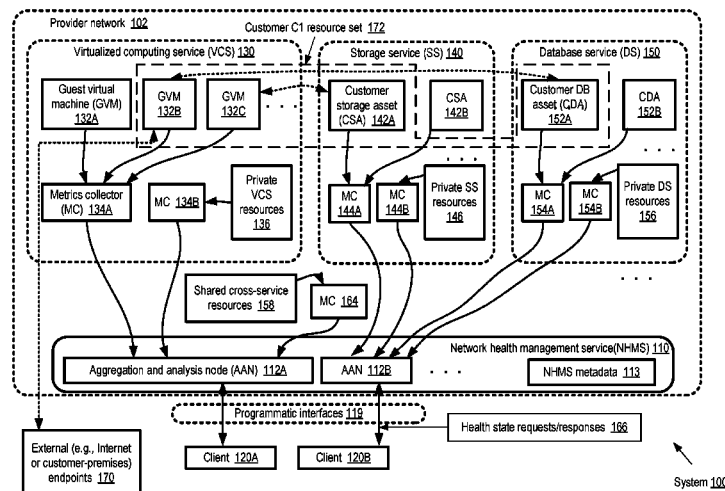 Provider network 102
Customer C1 resource set 172
Virtualized computing service (VCS) 130
Storage service (SS) 140
Database service (DS) 150
Guest virtual
machine (GVM)
132A
GVM
132B
GVM
132C
. . .
Customer
storage asset
(CSA) 142A
CSA
142B
Customer DB
asset (QDA)
152A
CDA
152B
. . .
. . .
Metrics collector
(MC) 134A
MC 134B
Private
VCS
resources
136
MC
144A
MC
144B
Private SS
resources
146
MC
154A
MC
154B
Private DS
resources
156
Shared cross-service
resources 158
MC 164
. . .
Network health management service(NHMS) 110
Aggregation and analysis node (AAN) 112A
AAN 112B
. . .
NHMS metadata 113
Programmatic interfaces 119
External (e.g., Internet
or customer-premises)
endpoints 170
Client 120A
Client 120B
Health state requests/responses 166
System 100